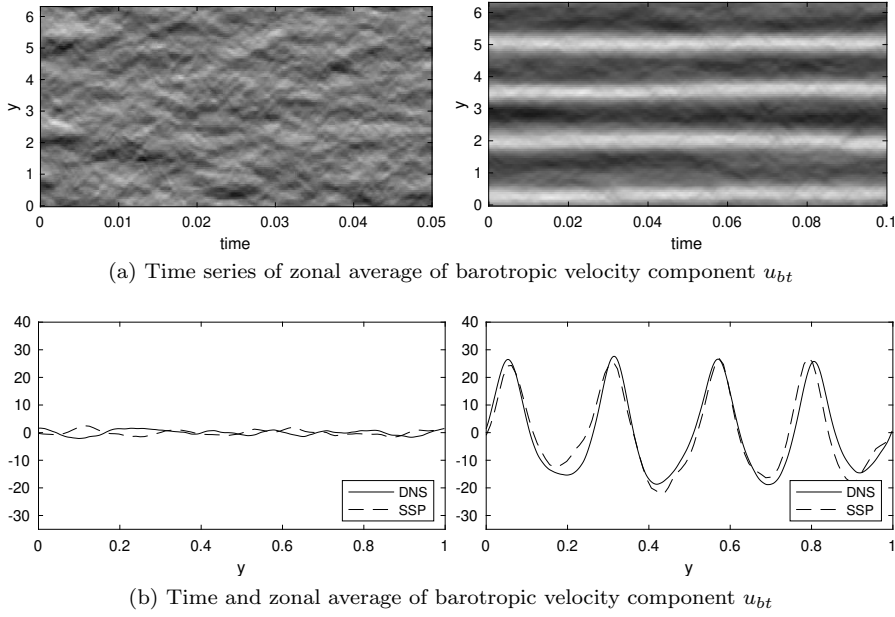 6
5
4
3
2
1
0
y
0 0.01 0.02 0.03 0.04 0.05
time
6
5
4
3
2
1
0
y
0 0.02 0.04 0.06 0.08 0.1
time
(a) Time series of zonal average of barotropic velocity component u_bt
40
30
20
10
0
-10
-20
-30
DNS
SSP
0 0.2 0.4 0.6 0.8 1
y
40
30
20
10
0
-10
-20
-30
DNS
SSP
0 0.2 0.4 0.6 0.8 1
y
(b) Time and zonal average of barotropic velocity component u_bt